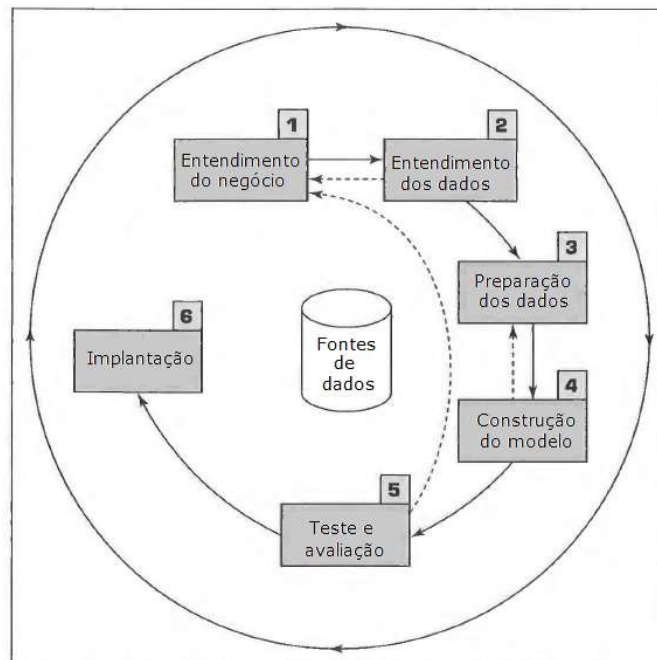 1
Entendimento
do negócio
2
Entendimento
dos dados
3
Preparação
dos dados
4
Construção
do modelo
5
Teste e
avaliação
6
Implantação
Fontes
de
dados